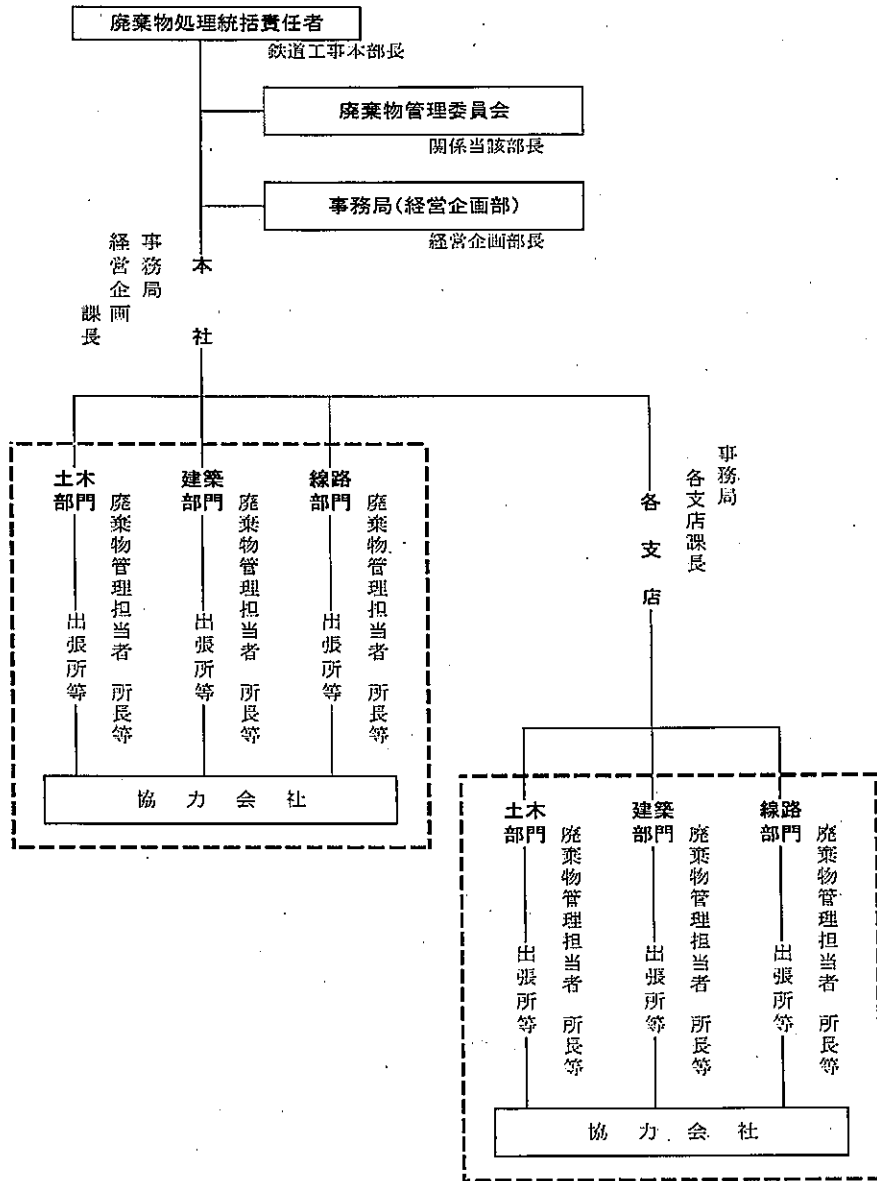 廃棄物処理統括責任者
鉄道工事本部長
廃棄物管理委員会
関係当該部長
事務局(経営企画部)
経営企画部長
事務局
経営企画
課長
本社
土木
部門
廃棄物管理担当者 所長等
出張所等
建築
部門
廃棄物管理担当者 所長等
出張所等
線路
部門
廃棄物管理担当者 所長等
出張所等
協力会社
事務局
各支店課長
各支店
土木
部門
廃棄物管理担当者 所長等
出張所等
建築
部門
廃棄物管理担当者 所長等
出張所等
線路
部門
廃棄物管理担当者 所長等
出張所等
協力会社